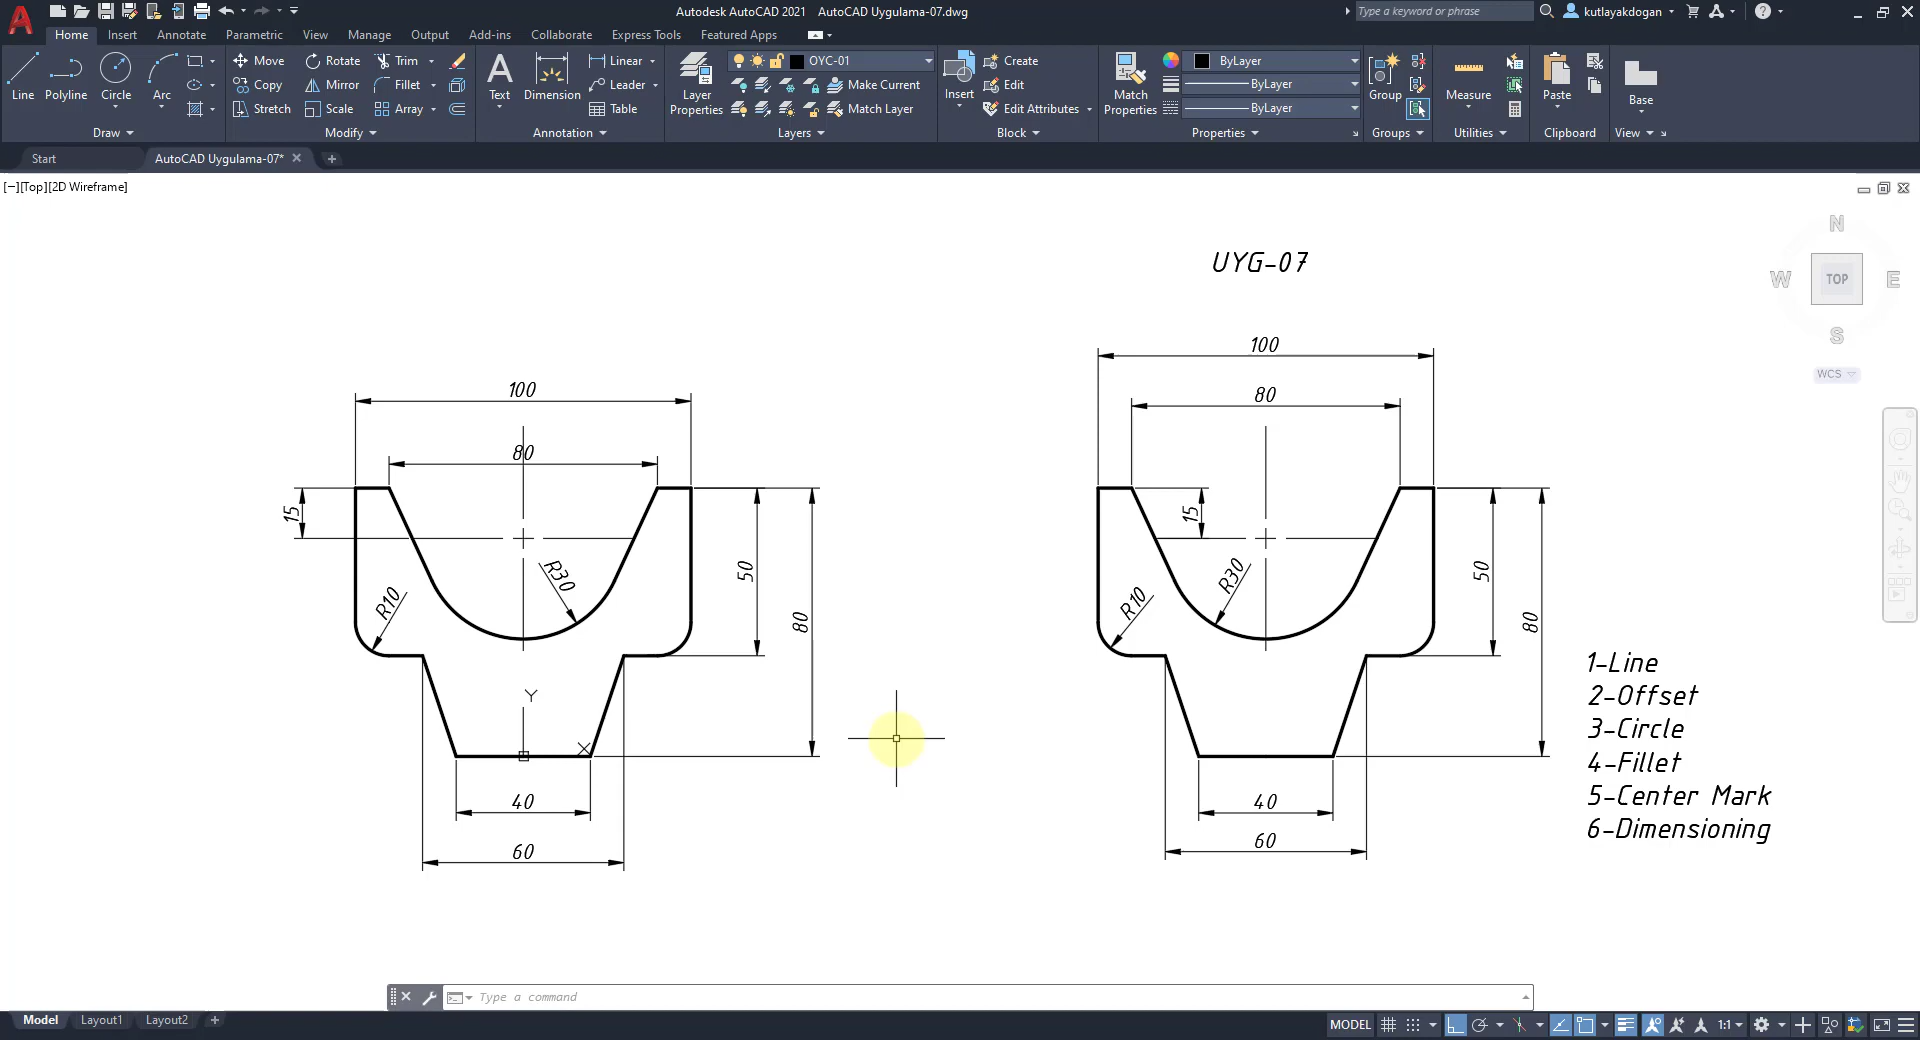 Autodesk AutoCAD 2021 AutoCAD Uygulama-07.dwg
Type a keyword or phrase
kutlayakdogan
Home Insert Annotate Parametric View Manage Output Add-ins Collaborate Express Tools Featured Apps
Line Polyline Circle Arc
Move Rotate Trim
Copy Mirror Fillet
Stretch Scale Array
Text Dimension
Linear
Leader
Table
Layer Properties
OYC-01
Make Current
Match Layer
Insert
Create
Edit
Edit Attributes
Match Properties
ByLayer
ByLayer
ByLayer
Group
Measure
Paste
Base
Draw Modify Annotation Layers Block Properties Groups Utilities Clipboard View
Start AutoCAD Uygulama-07*
[−][Top][2D Wireframe]
N
W TOP E
S
WCS
UYG-07
100
80
15
R30
R10
50
80
Y
X
40
60
100
80
15
R30
R10
50
80
40
60
1-Line
2-Offset
3-Circle
4-Fillet
5-Center Mark
6-Dimensioning
Type a command
Model Layout1 Layout2
MODEL 1:1